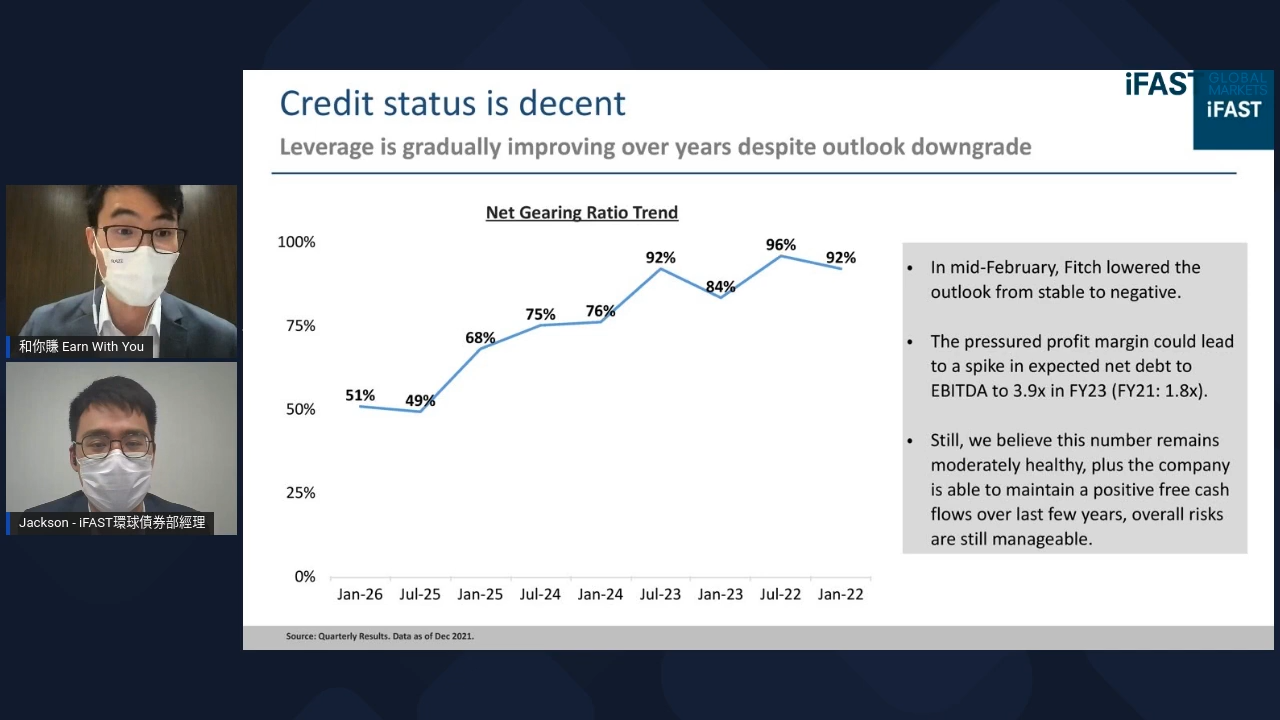 Credit status is decent
Leverage is gradually improving over years despite outlook downgrade
iFAST
GLOBAL
MARKETS
iFAST
Net Gearing Ratio Trend
100%
75%
50%
25%
0%
51%
49%
68%
75%
76%
92%
84%
96%
92%
Jan-26 Jul-25 Jan-25 Jul-24 Jan-24 Jul-23 Jan-23 Jul-22 Jan-22
• In mid-February, Fitch lowered the
outlook from stable to negative.
• The pressured profit margin could lead
to a spike in expected net debt to
EBITDA to 3.9x in FY23 (FY21: 1.8x).
• Still, we believe this number remains
moderately healthy, plus the company
is able to maintain a positive free cash
flows over last few years, overall risks
are still manageable.
Source: Quarterly Results. Data as of Dec 2021.
和你賺 Earn With You
Jackson - iFAST環球債券部經理